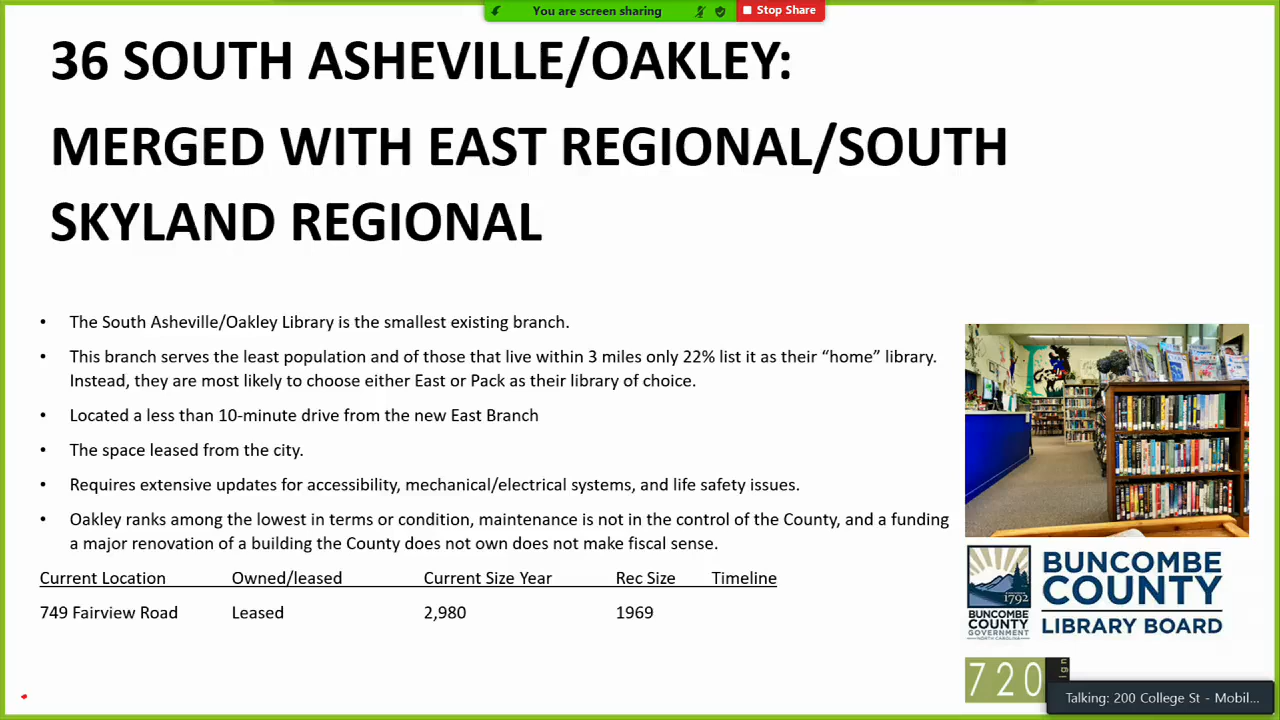 You are screen sharing
Stop Share
36 SOUTH ASHEVILLE/OAKLEY:
MERGED WITH EAST REGIONAL/SOUTH
SKYLAND REGIONAL
• The South Asheville/Oakley Library is the smallest existing branch.
• This branch serves the least population and of those that live within 3 miles only 22% list it as their “home” library.
Instead, they are most likely to choose either East or Pack as their library of choice.
• Located a less than 10-minute drive from the new East Branch
• The space leased from the city.
• Requires extensive updates for accessibility, mechanical/electrical systems, and life safety issues.
• Oakley ranks among the lowest in terms or condition, maintenance is not in the control of the County, and a funding
a major renovation of a building the County does not own does not make fiscal sense.
Current Location Owned/leased Current Size Year Rec Size Timeline
749 Fairview Road Leased 2,980 1969
1792
BUNCOMBE
COUNTY
GOVERNMENT
NORTH CAROLINA
BUNCOMBE
COUNTY
LIBRARY BOARD
720
ign
Talking: 200 College St - Mobil...